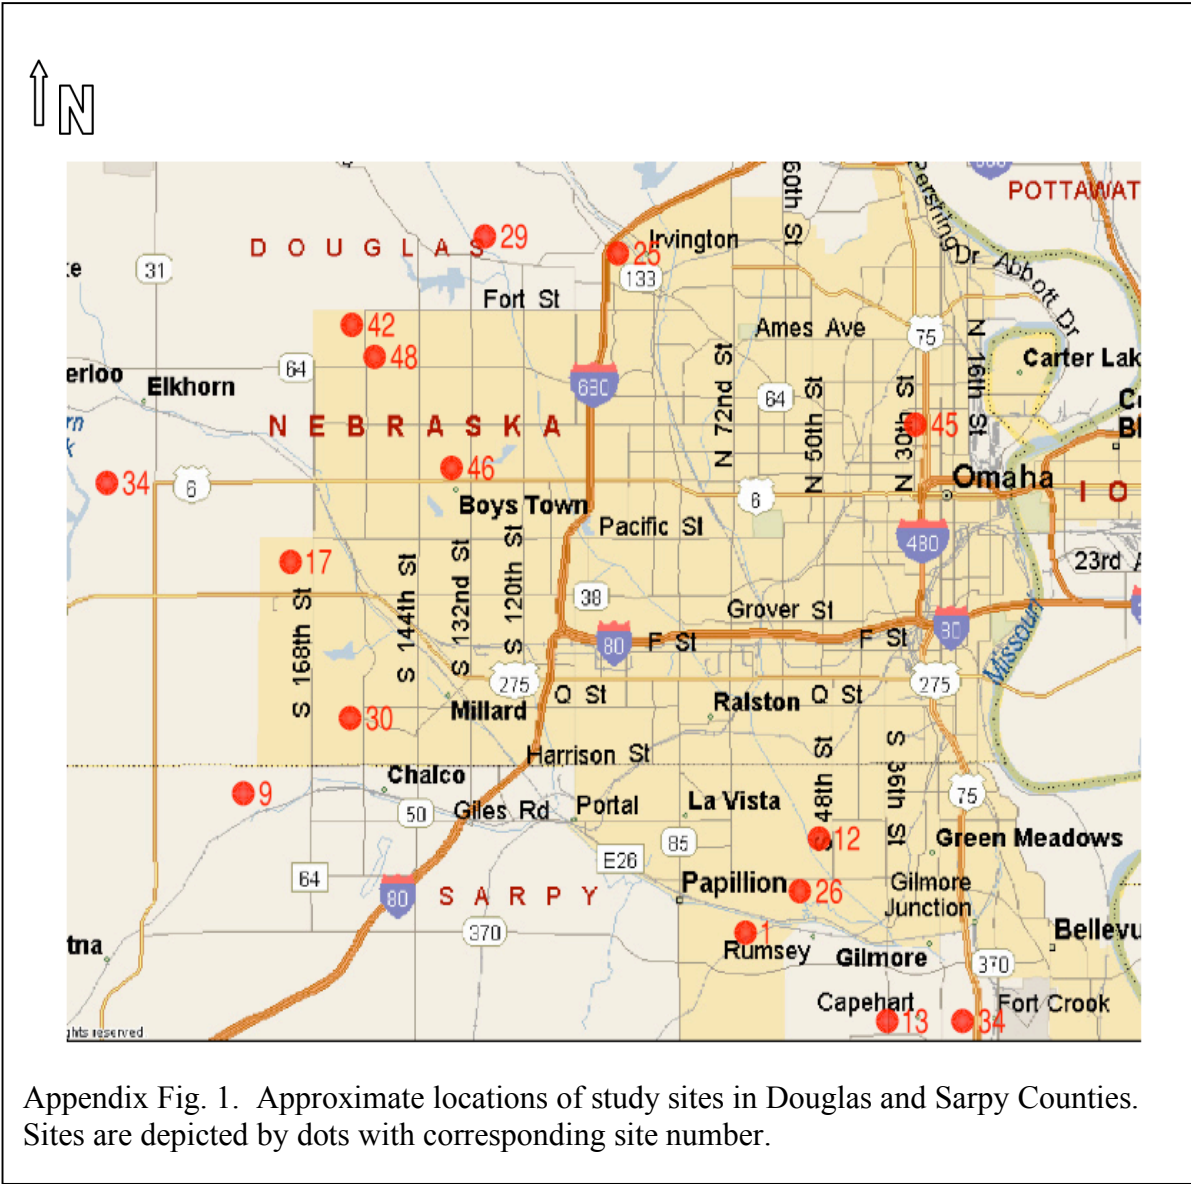 N
60th St
Pershing Dr
680
POTTAWAT
DOUGLAS
29
Irvington
25
Abbott Dr
31
133
Fort St
42
48
Ames Ave
75
N 16th St
64
erloo
Elkhorn
680
N 72nd St
64
N 50th St
N 30th St
Carter Lak
NEBRASKA
45
34
6
46
Boys Town
6
Omaha
I O
Pacific St
480
17
S 168th St
S 144th St
S 132nd St
S 120th St
38
Grover St
23rd A
80
F St
F St
80
Missouri
275
Q St
Ralston
Q St
275
30
Millard
Harrison St
S 48th St
S 36th St
9
Chalco
50
Giles Rd
Portal
La Vista
75
12
Green Meadows
85
E26
64
80
SARPY
Papillion
26
Gilmore
Junction
370
1
Rumsey
Gilmore
Bellevu
tna
370
Capehart
13
34
Fort Crook
ghts reserved
Appendix Fig. 1. Approximate locations of study sites in Douglas and Sarpy Counties.
Sites are depicted by dots with corresponding site number.